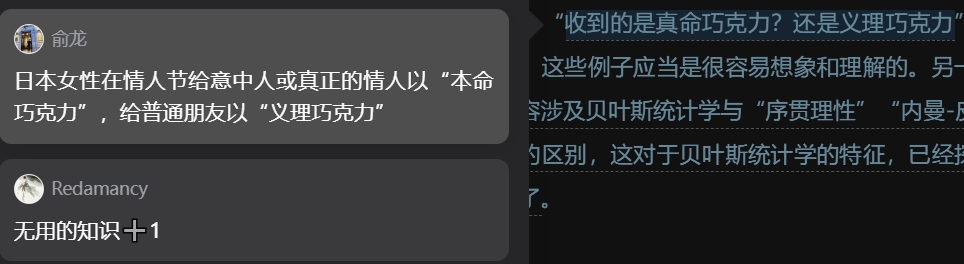 俞龙
日本女性在情人节给意中人或真正的情人以“本命
巧克力”，给普通朋友以“义理巧克力”
Redamancy
无用的知识➕1
“收到的是真命巧克力？还是义理巧克力”
这些例子应当是很容易想象和理解的。另一
容涉及贝叶斯统计学与“序贯理性”“内曼-皮
的区别，这对于贝叶斯统计学的特征，已经探
了。